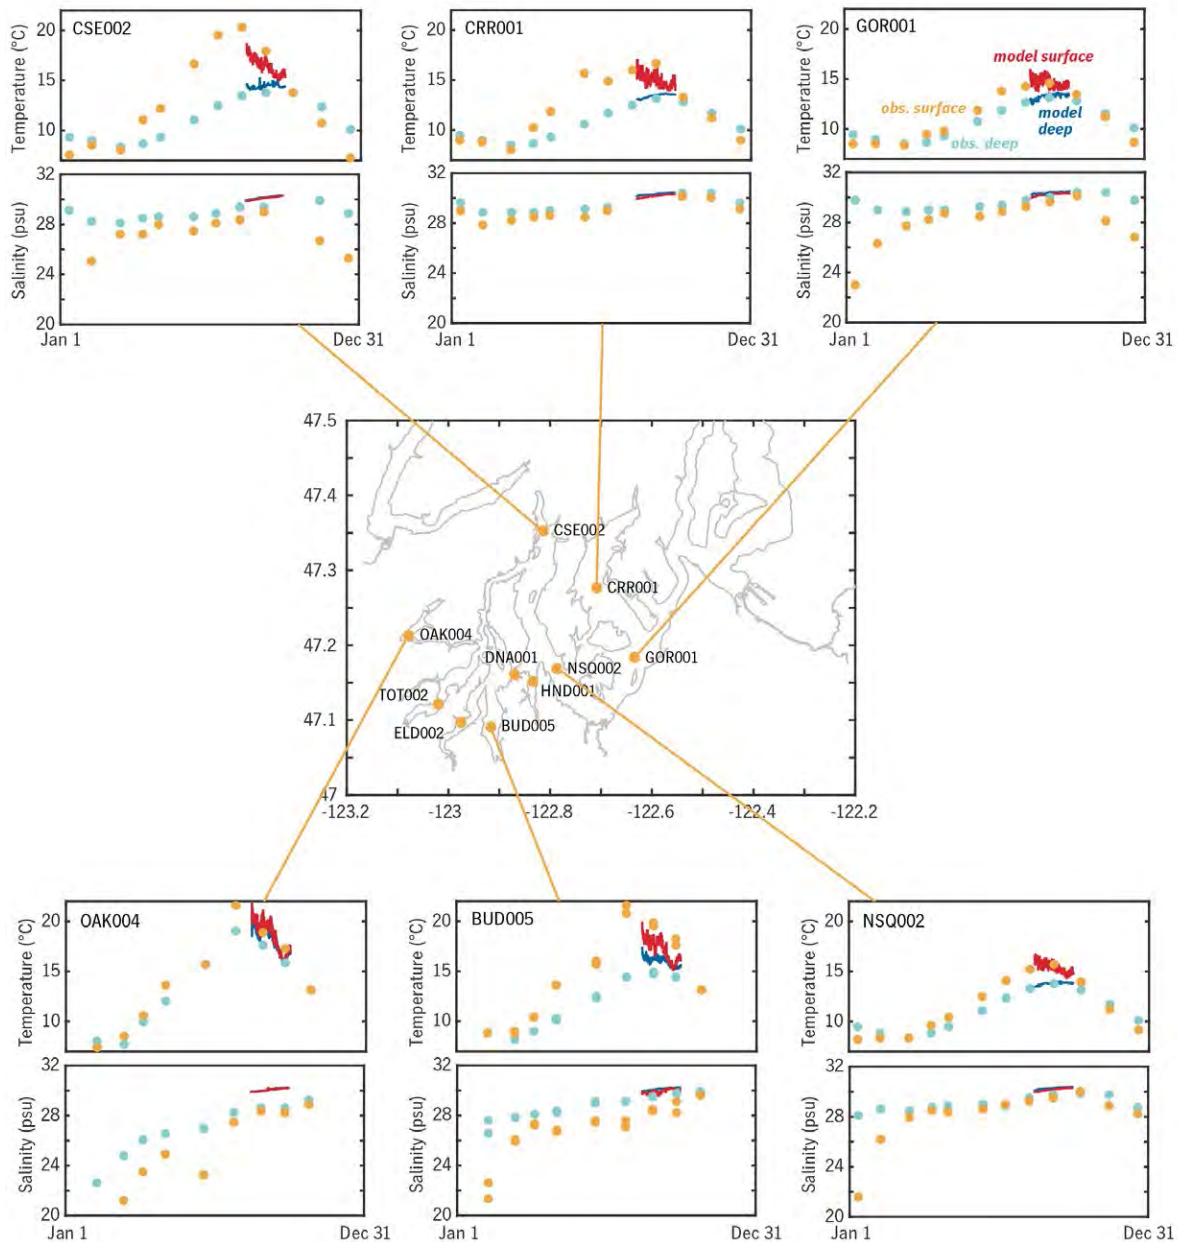 CSE002
CRR001
GOR001
Temperature (°C)
20
15
10
Temperature (°C)
20
15
10
Temperature (°C)
20
15
10
model surface
obs. surface
model
deep
obs. deep
Salinity (psu)
32
28
24
20
Salinity (psu)
32
28
24
20
Salinity (psu)
32
28
24
20
Jan 1
Dec 31
Jan 1
Dec 31
Jan 1
Dec 31
47.5
47.4
47.3
47.2
47.1
47
CSE002
CRR001
OAK004
DNA001
NSQ002
GOR001
HND001
TOT002
ELD002
BUD005
-123.2
-123
-122.8
-122.6
-122.4
-122.2
OAK004
BUD005
NSQ002
Temperature (°C)
20
15
10
Temperature (°C)
20
15
10
Temperature (°C)
20
15
10
Salinity (psu)
32
28
24
20
Salinity (psu)
32
28
24
20
Salinity (psu)
32
28
24
20
Jan 1
Dec 31
Jan 1
Dec 31
Jan 1
Dec 31